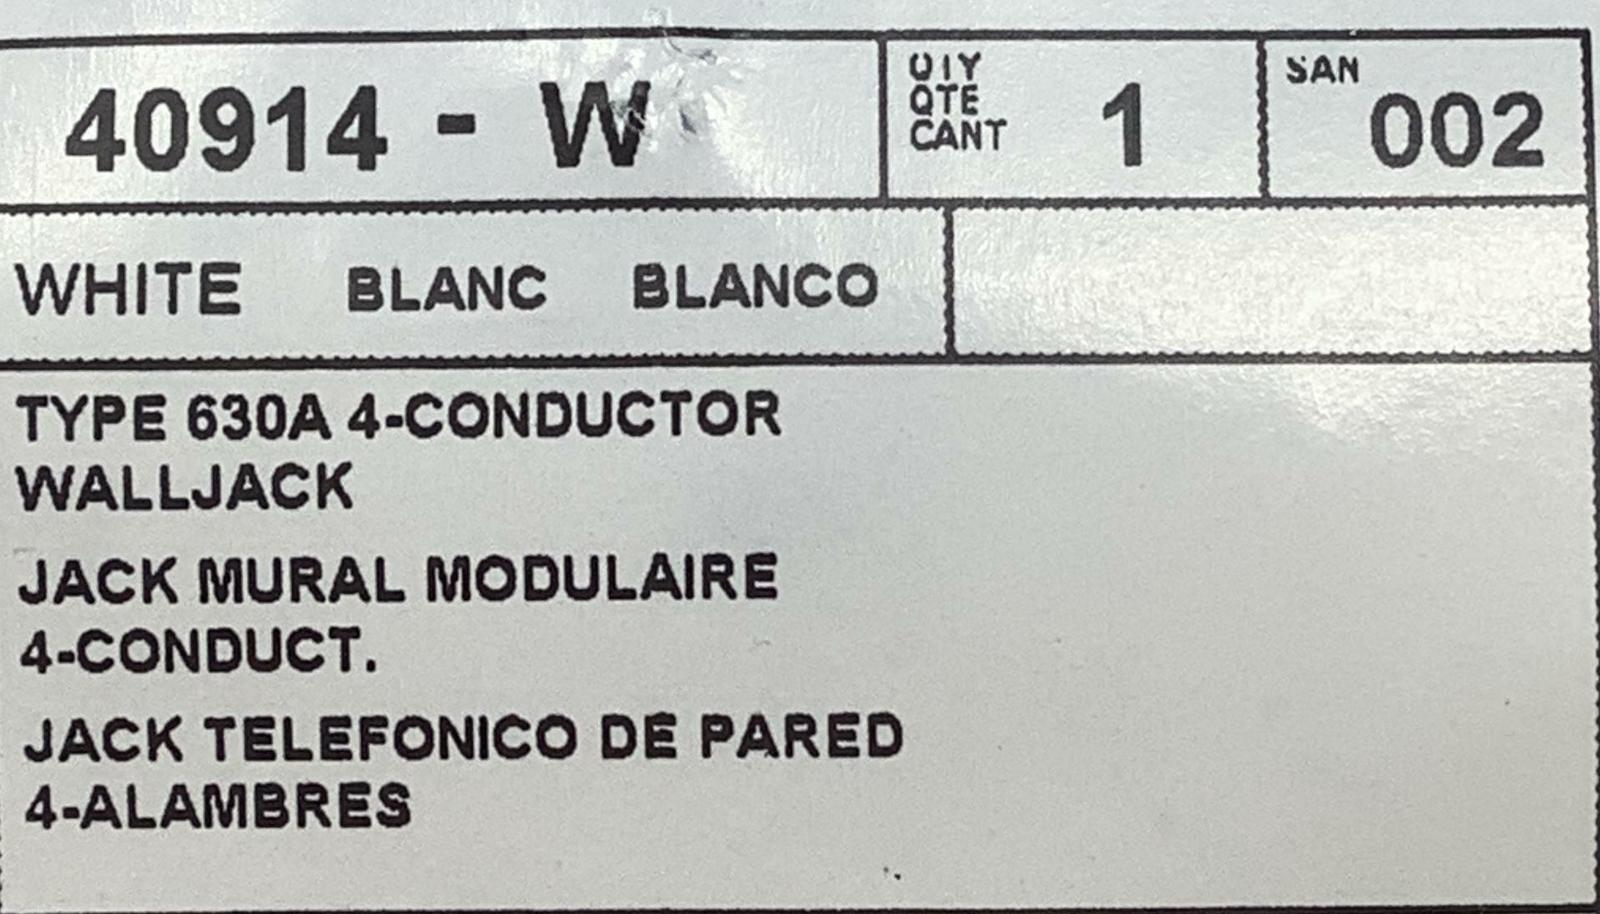 40914 - W
QTY
QTE
CANT
1
SAN
002
WHITE BLANC BLANCO
TYPE 630A 4-CONDUCTOR
WALLJACK
JACK MURAL MODULAIRE
4-CONDUCT.
JACK TELEFONICO DE PARED
4-ALAMBRES